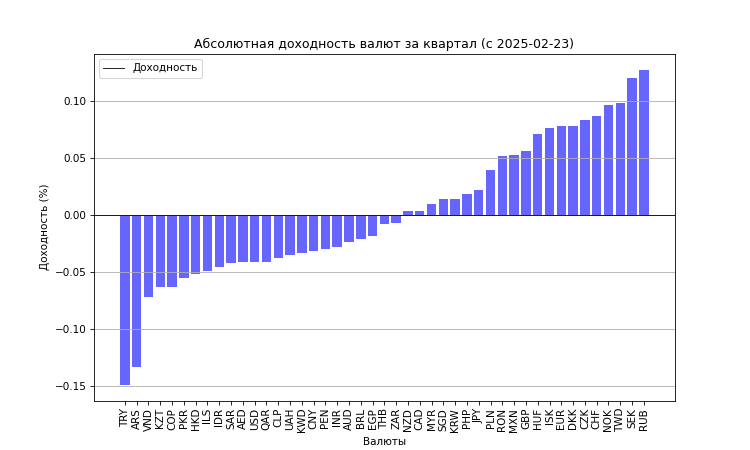 Абсолютная доходность валют за квартал (с 2025-02-23)
Доходность
0.10
0.05
0.00
−0.05
−0.10
−0.15
Доходность (%)
TRY ARS VND KZT COP PKR HKD ILS IDR SAR AED USD QAR CLP UAH KWD CNY PEN INR AUD BRL EGP THB ZAR NZD CAD MYR SGD KRW PHP JPY PLN RON MXN GBP HUF ISK EUR DKK CZK CHF NOK TWD SEK RUB
Валюты